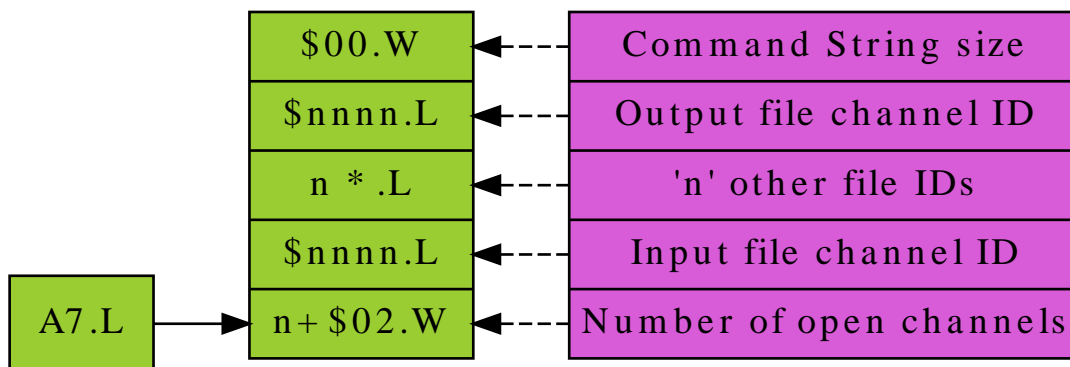 $00.W Command String size
$nnnn.L Output file channel ID
n * .L 'n' other file IDs
$nnnn.L Input file channel ID
A7.L n+$02.W Number of open channels